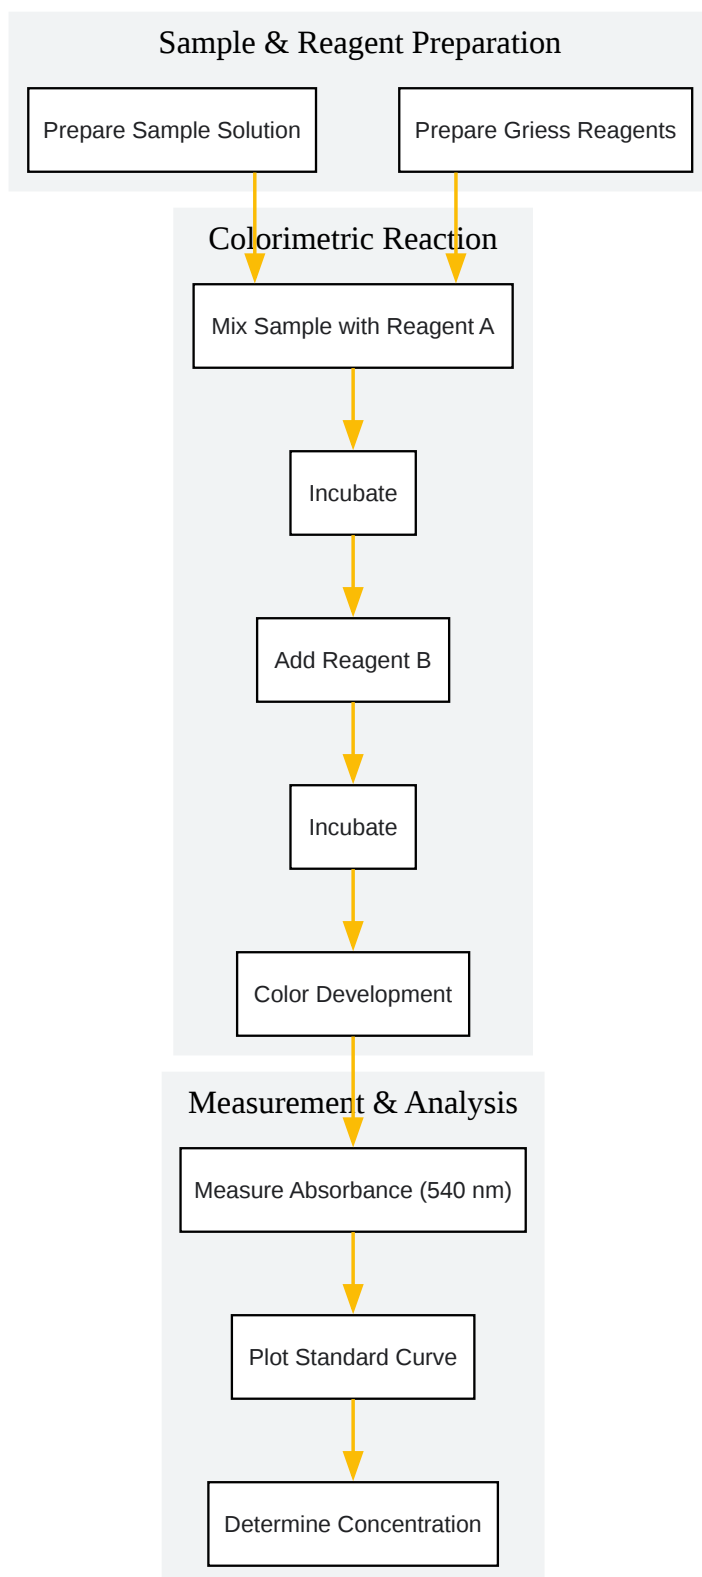 Sample & Reagent Preparation
Prepare Sample Solution
Prepare Griess Reagents
Colorimetric Reaction
Mix Sample with Reagent A
Incubate
Add Reagent B
Incubate
Color Development
Measurement & Analysis
Measure Absorbance (540 nm)
Plot Standard Curve
Determine Concentration